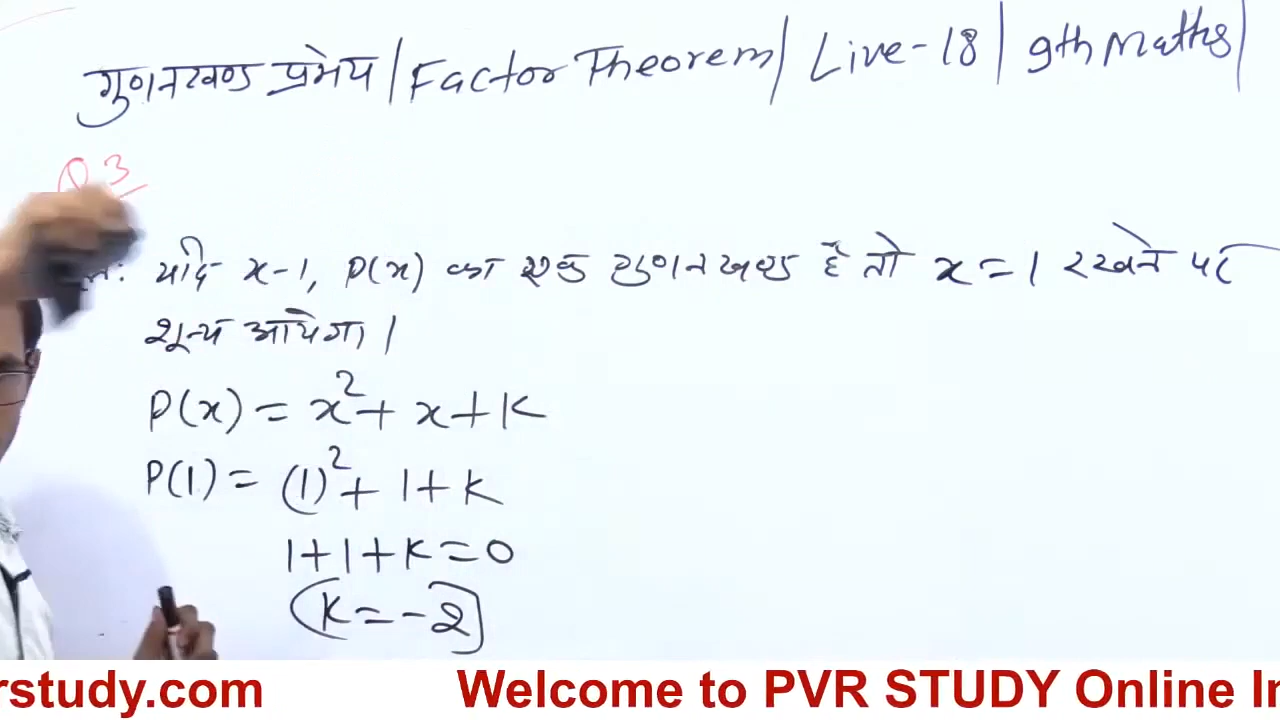 गुणनखण्ड प्रमेय | Factor Theorem | Live-18 | 9th Maths |
Q 3
यदि x-1, P(x) का एक गुणनखण्ड है तो x = 1 रखने पर
शून्य आयेगा |
P(x) = x² + x + K
P(1) = (1)² + 1 + K
1 + 1 + K = 0
K = -2
rstudy.com Welcome to PVR STUDY Online In